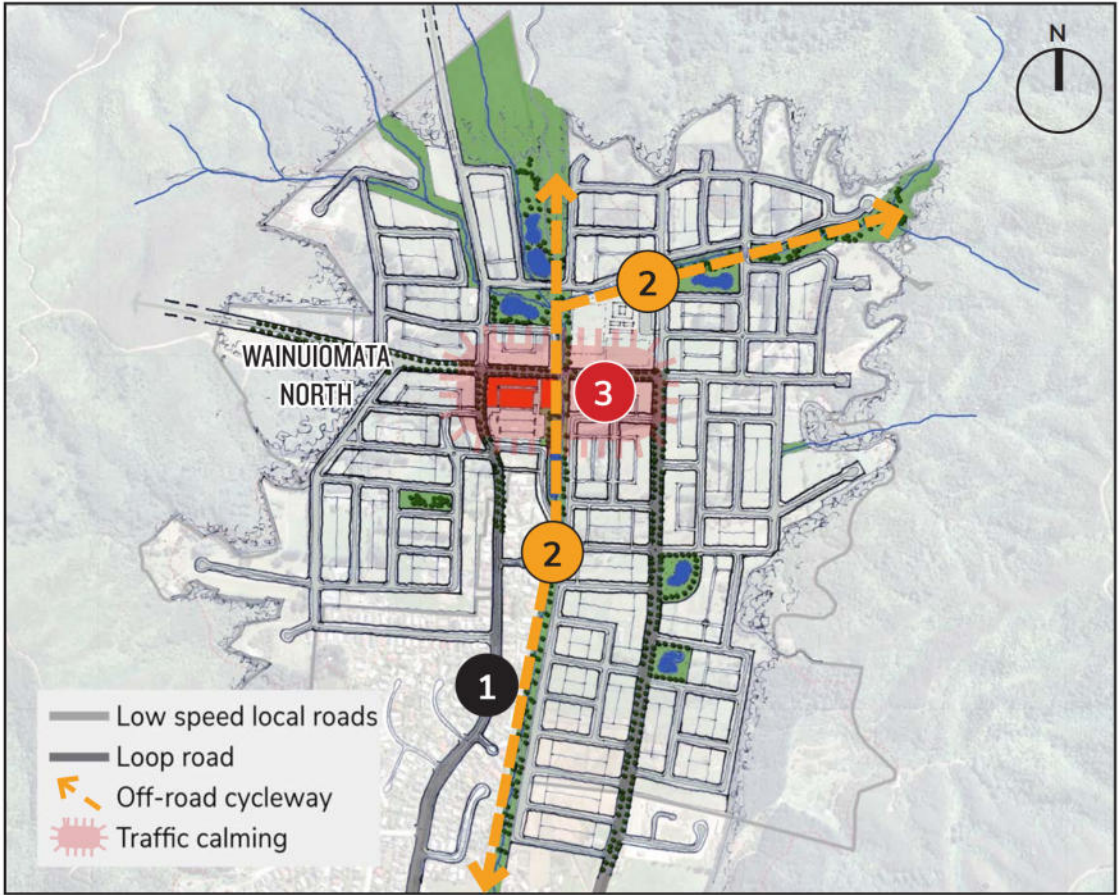 N
2
WAINUIOMATA
NORTH
3
2
1
Low speed local roads
Loop road
Off-road cycleway
Traffic calming